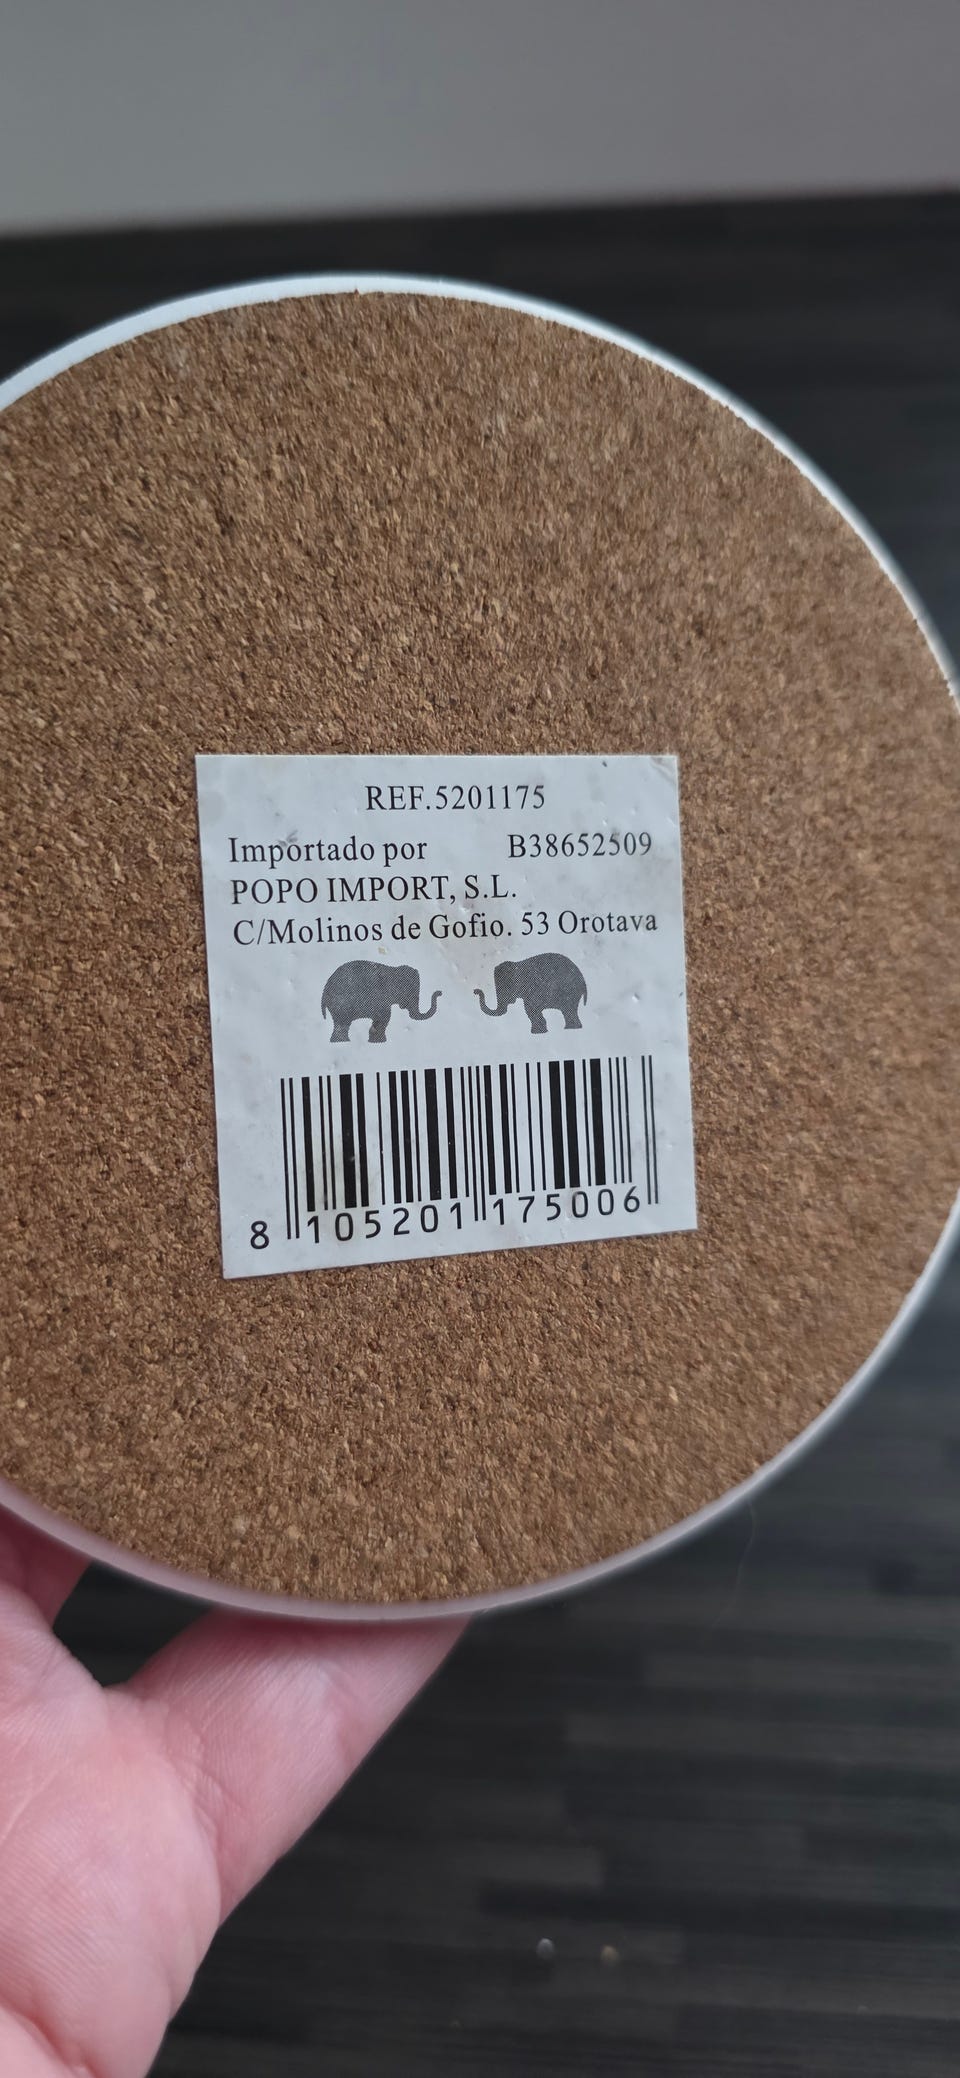 REF.5201175
Importado por B38652509
POPO IMPORT, S.L.
C/Molinos de Gofio. 53 Orotava
8 105201 175006